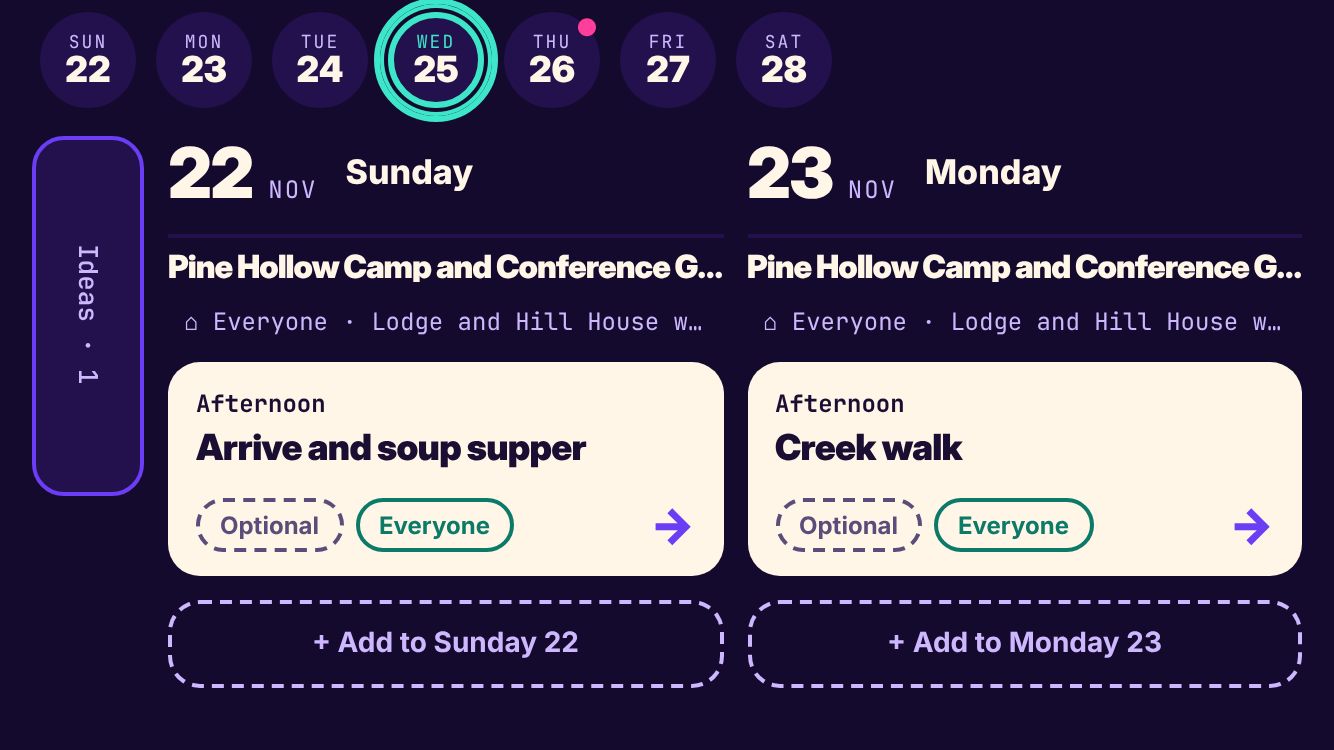 SUN MON TUE WED THU FRI SAT
22 23 24 25 26 27 28
Ideas · 1
22 NOV Sunday
Pine Hollow Camp and Conference G…
⌂ Everyone · Lodge and Hill House w…
Afternoon
Arrive and soup supper
Optional Everyone →
+ Add to Sunday 22
23 NOV Monday
Pine Hollow Camp and Conference G…
⌂ Everyone · Lodge and Hill House w…
Afternoon
Creek walk
Optional Everyone →
+ Add to Monday 23